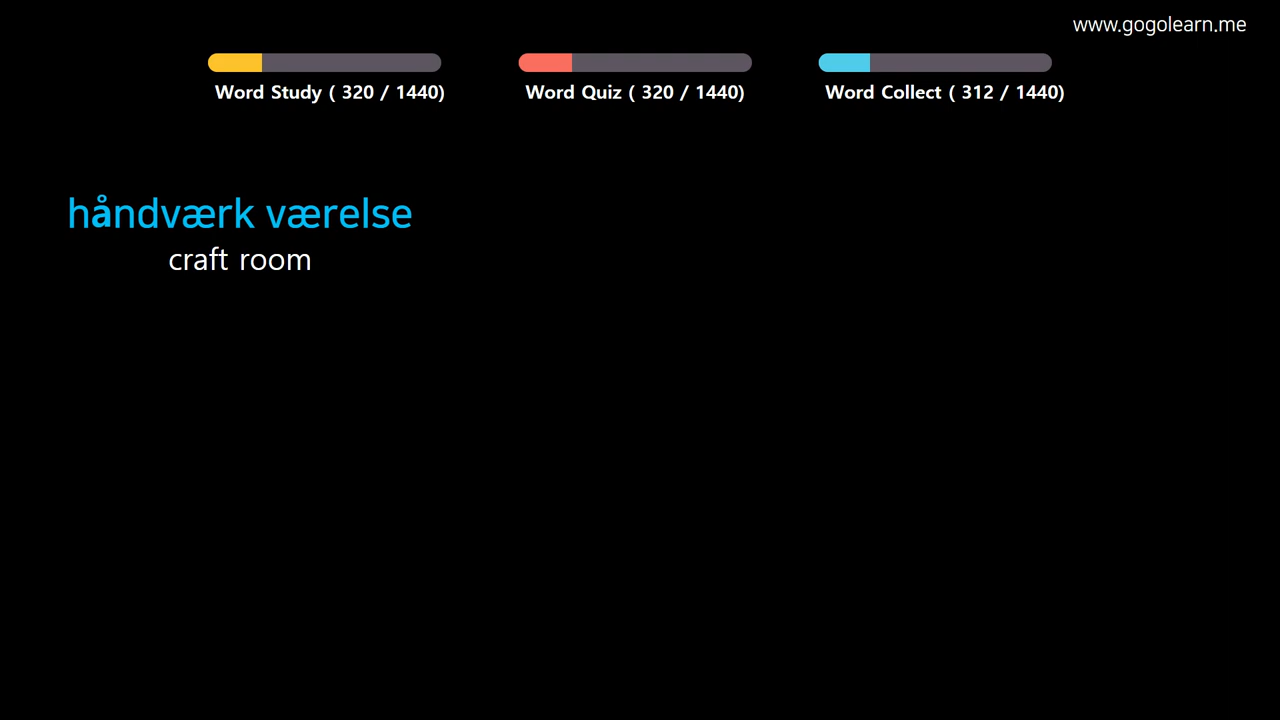 www.gogolearn.me
Word Study ( 320 / 1440)
Word Quiz ( 320 / 1440)
Word Collect ( 312 / 1440)
håndværk værelse
craft room